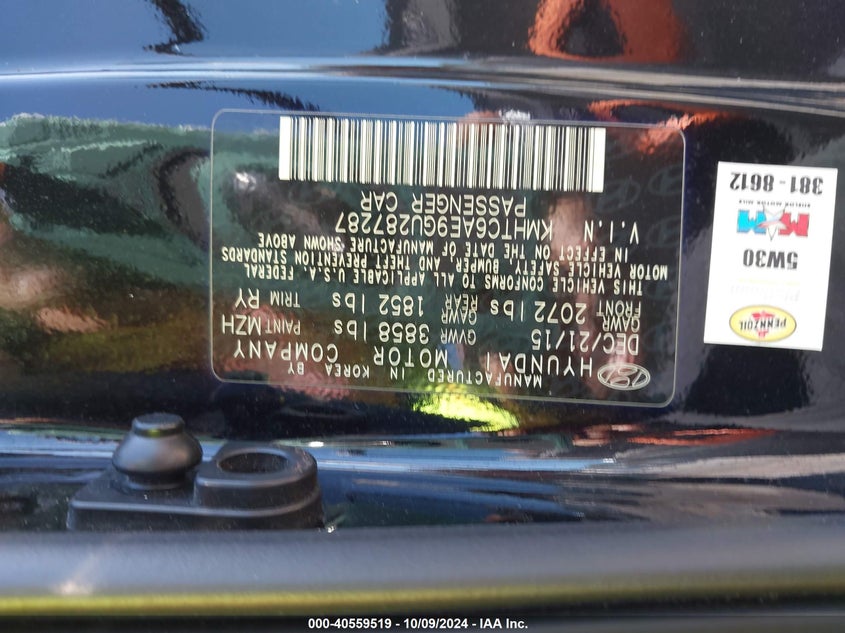 MANUFACTURED IN KOREA BY
HYUNDAI MOTOR COMPANY
DEC/21/15 GVWR 3858 lbs PAINT MZH
GAWR FRONT 2072 lbs GAWR REAR 1852 lbs TRIM RY
THIS VEHICLE CONFORMS TO ALL APPLICABLE U.S.A. FEDERAL
MOTOR VEHICLE SAFETY, BUMPER, AND THEFT PREVENTION STANDARDS
IN EFFECT ON THE DATE OF MANUFACTURE SHOWN ABOVE
V.I.N KMHTC6AE9GU287287
PASSENGER CAR
PENNZOIL
5W30
381-8612
000-40559519 - 10/09/2024 - IAA Inc.